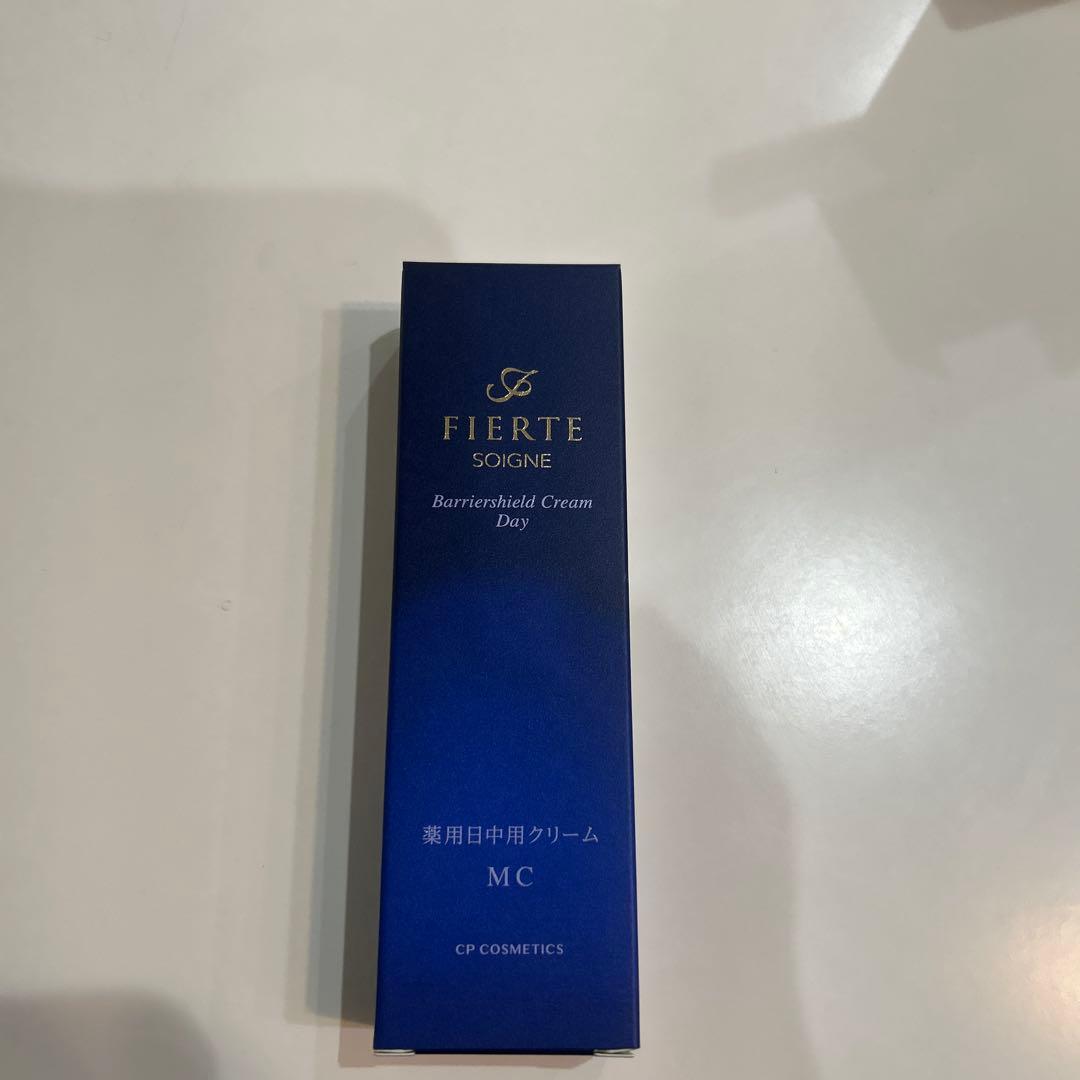 FIERTE
SOIGNE
Barriershield Cream
Day
薬用日中用クリーム
MC
CP COSMETICS